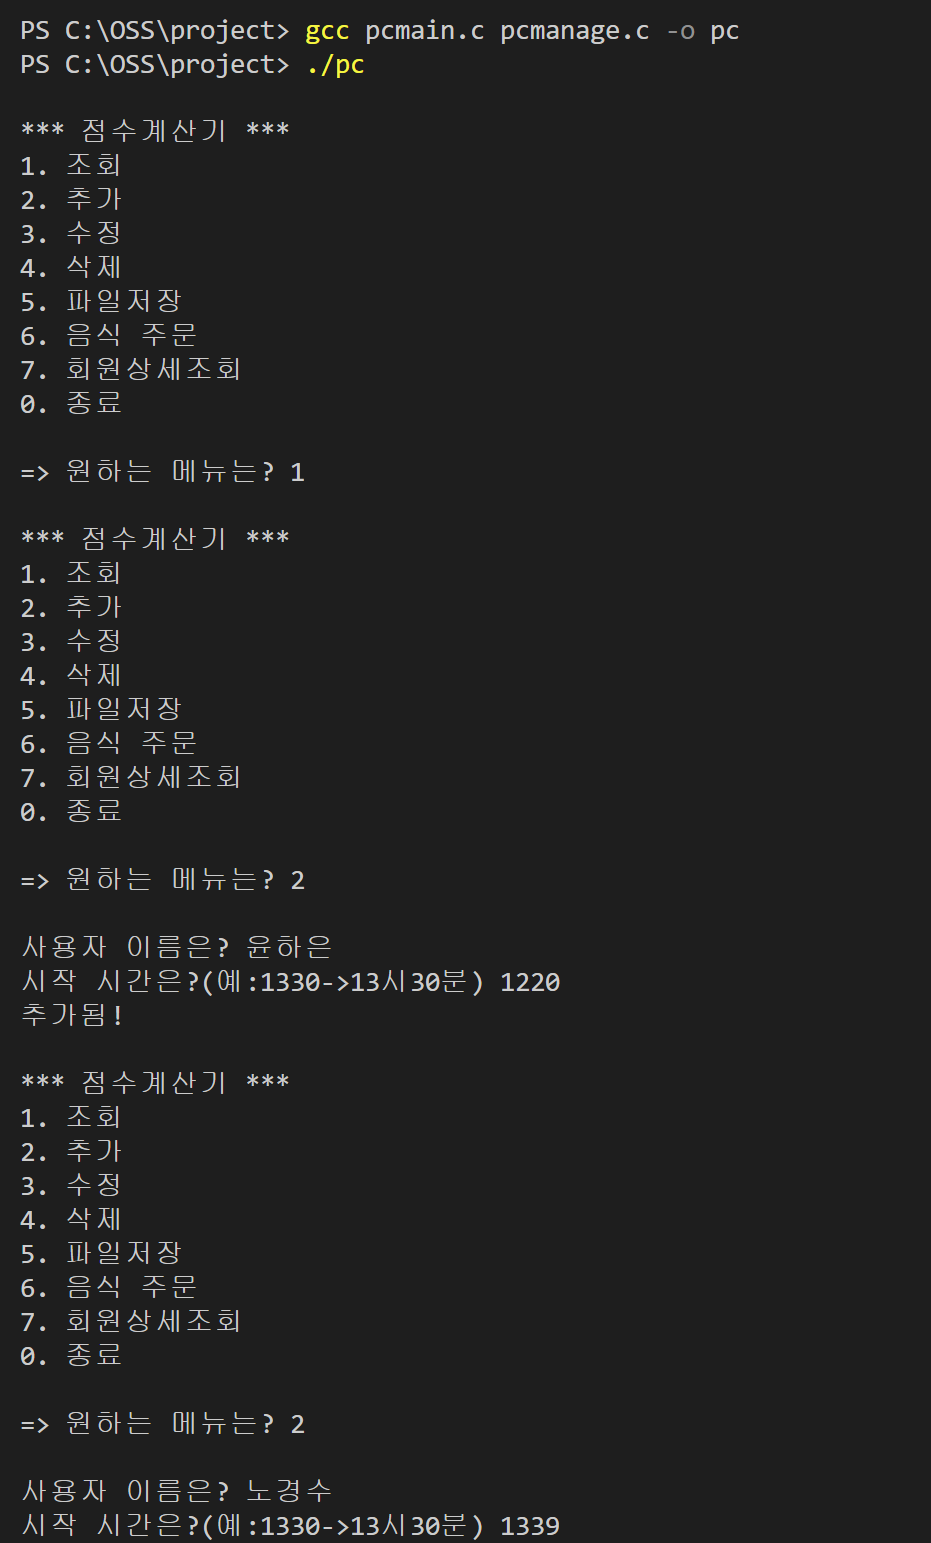 PS C:\OSS\project> gcc pcmain.c pcmanage.c -o pc
PS C:\OSS\project> ./pc
*** 점수계산기 ***
1. 조회
2. 추가
3. 수정
4. 삭제
5. 파일저장
6. 음식 주문
7. 회원상세조회
0. 종료
=> 원하는 메뉴는? 1
*** 점수계산기 ***
1. 조회
2. 추가
3. 수정
4. 삭제
5. 파일저장
6. 음식 주문
7. 회원상세조회
0. 종료
=> 원하는 메뉴는? 2
사용자 이름은? 윤하은
시작 시간은?(예:1330->13시30분) 1220
추가됨!
*** 점수계산기 ***
1. 조회
2. 추가
3. 수정
4. 삭제
5. 파일저장
6. 음식 주문
7. 회원상세조회
0. 종료
=> 원하는 메뉴는? 2
사용자 이름은? 노경수
시작 시간은?(예:1330->13시30분) 1339